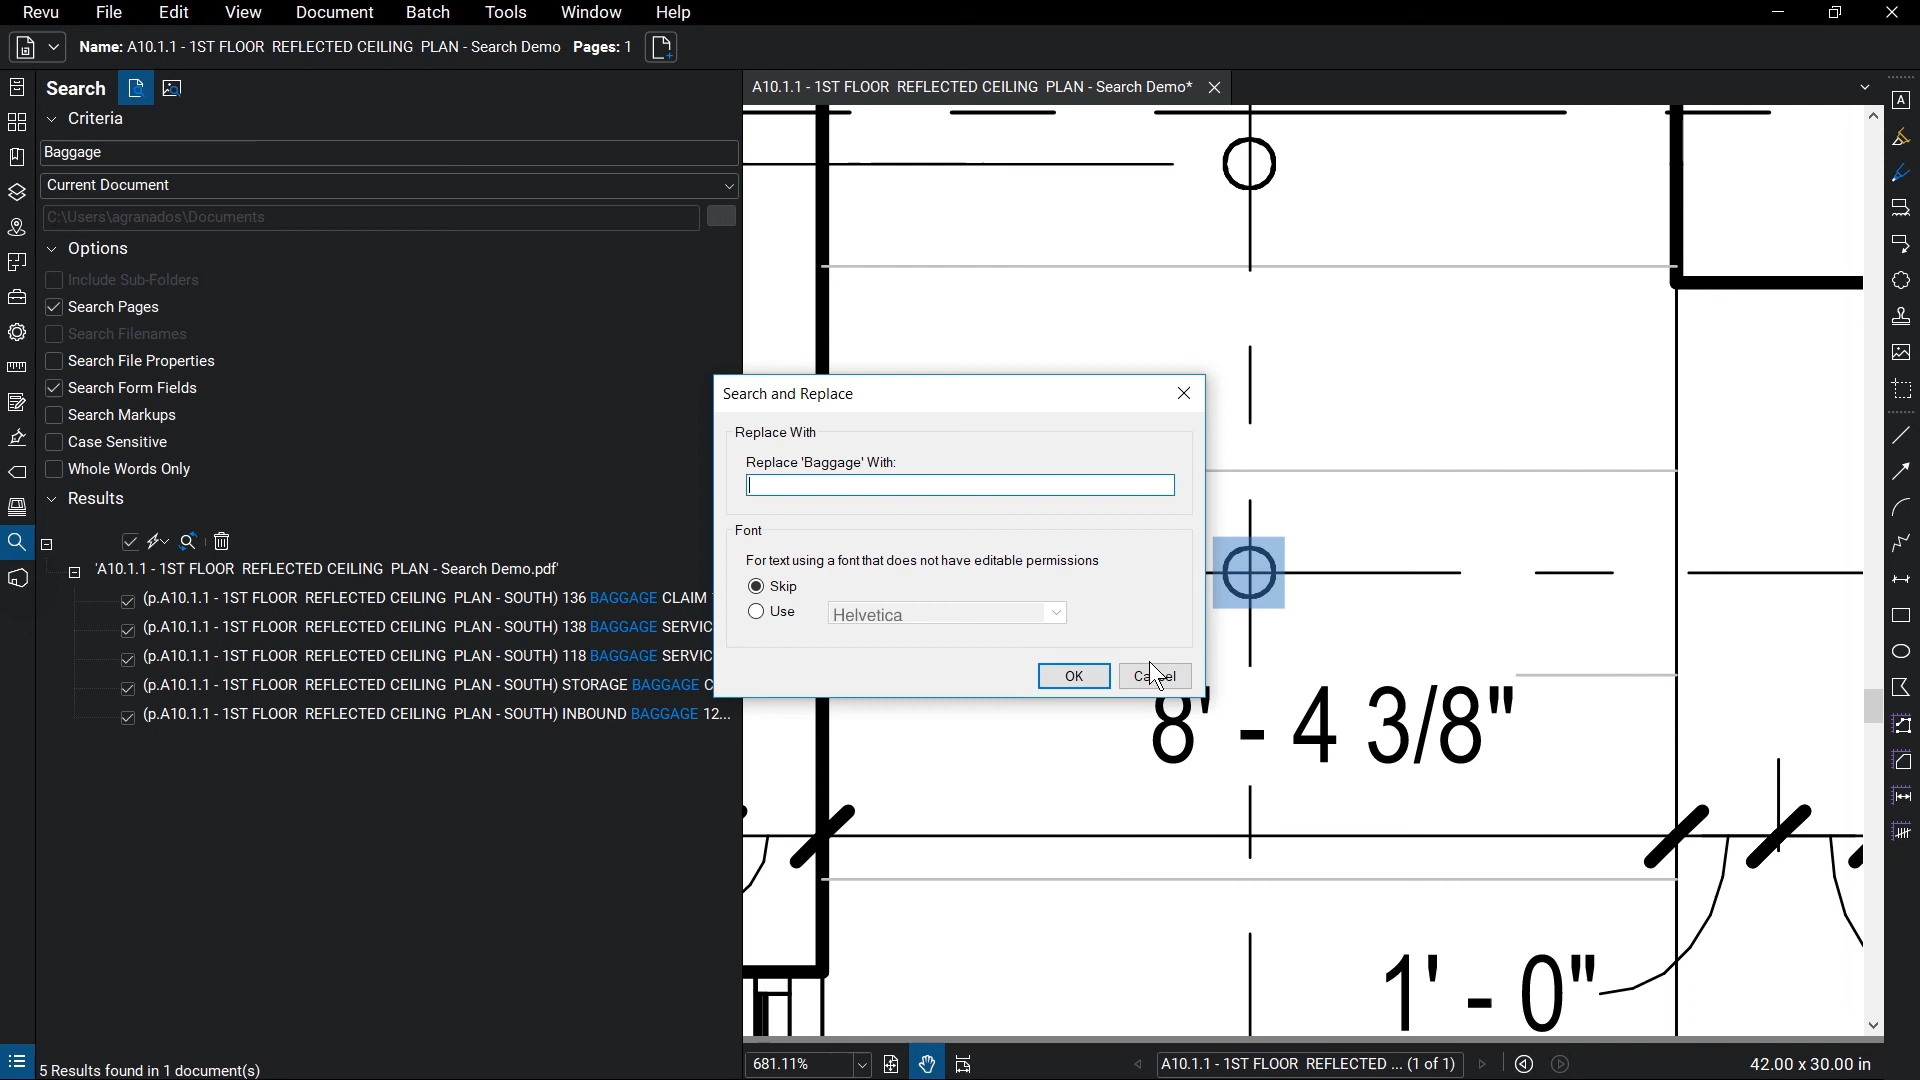 Revu File Edit View Document Batch Tools Window Help
Name: A10.1.1 - 1ST FLOOR REFLECTED CEILING PLAN - Search Demo Pages: 1
Search
A10.1.1 - 1ST FLOOR REFLECTED CEILING PLAN - Search Demo*
Criteria
Baggage
Current Document
C:\Users\agranados\Documents
Options
Include Sub-Folders
Search Pages
Search Filenames
Search File Properties
Search Form Fields
Search Markups
Case Sensitive
Whole Words Only
Results
'A10.1.1 - 1ST FLOOR REFLECTED CEILING PLAN - Search Demo.pdf'
(p.A10.1.1 - 1ST FLOOR REFLECTED CEILING PLAN - SOUTH) 136 BAGGAGE CLAIM
(p.A10.1.1 - 1ST FLOOR REFLECTED CEILING PLAN - SOUTH) 138 BAGGAGE SERVIC
(p.A10.1.1 - 1ST FLOOR REFLECTED CEILING PLAN - SOUTH) 118 BAGGAGE SERVIC
(p.A10.1.1 - 1ST FLOOR REFLECTED CEILING PLAN - SOUTH) STORAGE BAGGAGE C
(p.A10.1.1 - 1ST FLOOR REFLECTED CEILING PLAN - SOUTH) INBOUND BAGGAGE 12...
5 Results found in 1 document(s)
Search and Replace
Replace With
Replace 'Baggage' With:
Font
For text using a font that does not have editable permissions
Skip
Use Helvetica
OK Cancel
8' - 4 3/8"
1' - 0"
681.11%
A10.1.1 - 1ST FLOOR REFLECTED ... (1 of 1)
42.00 x 30.00 in